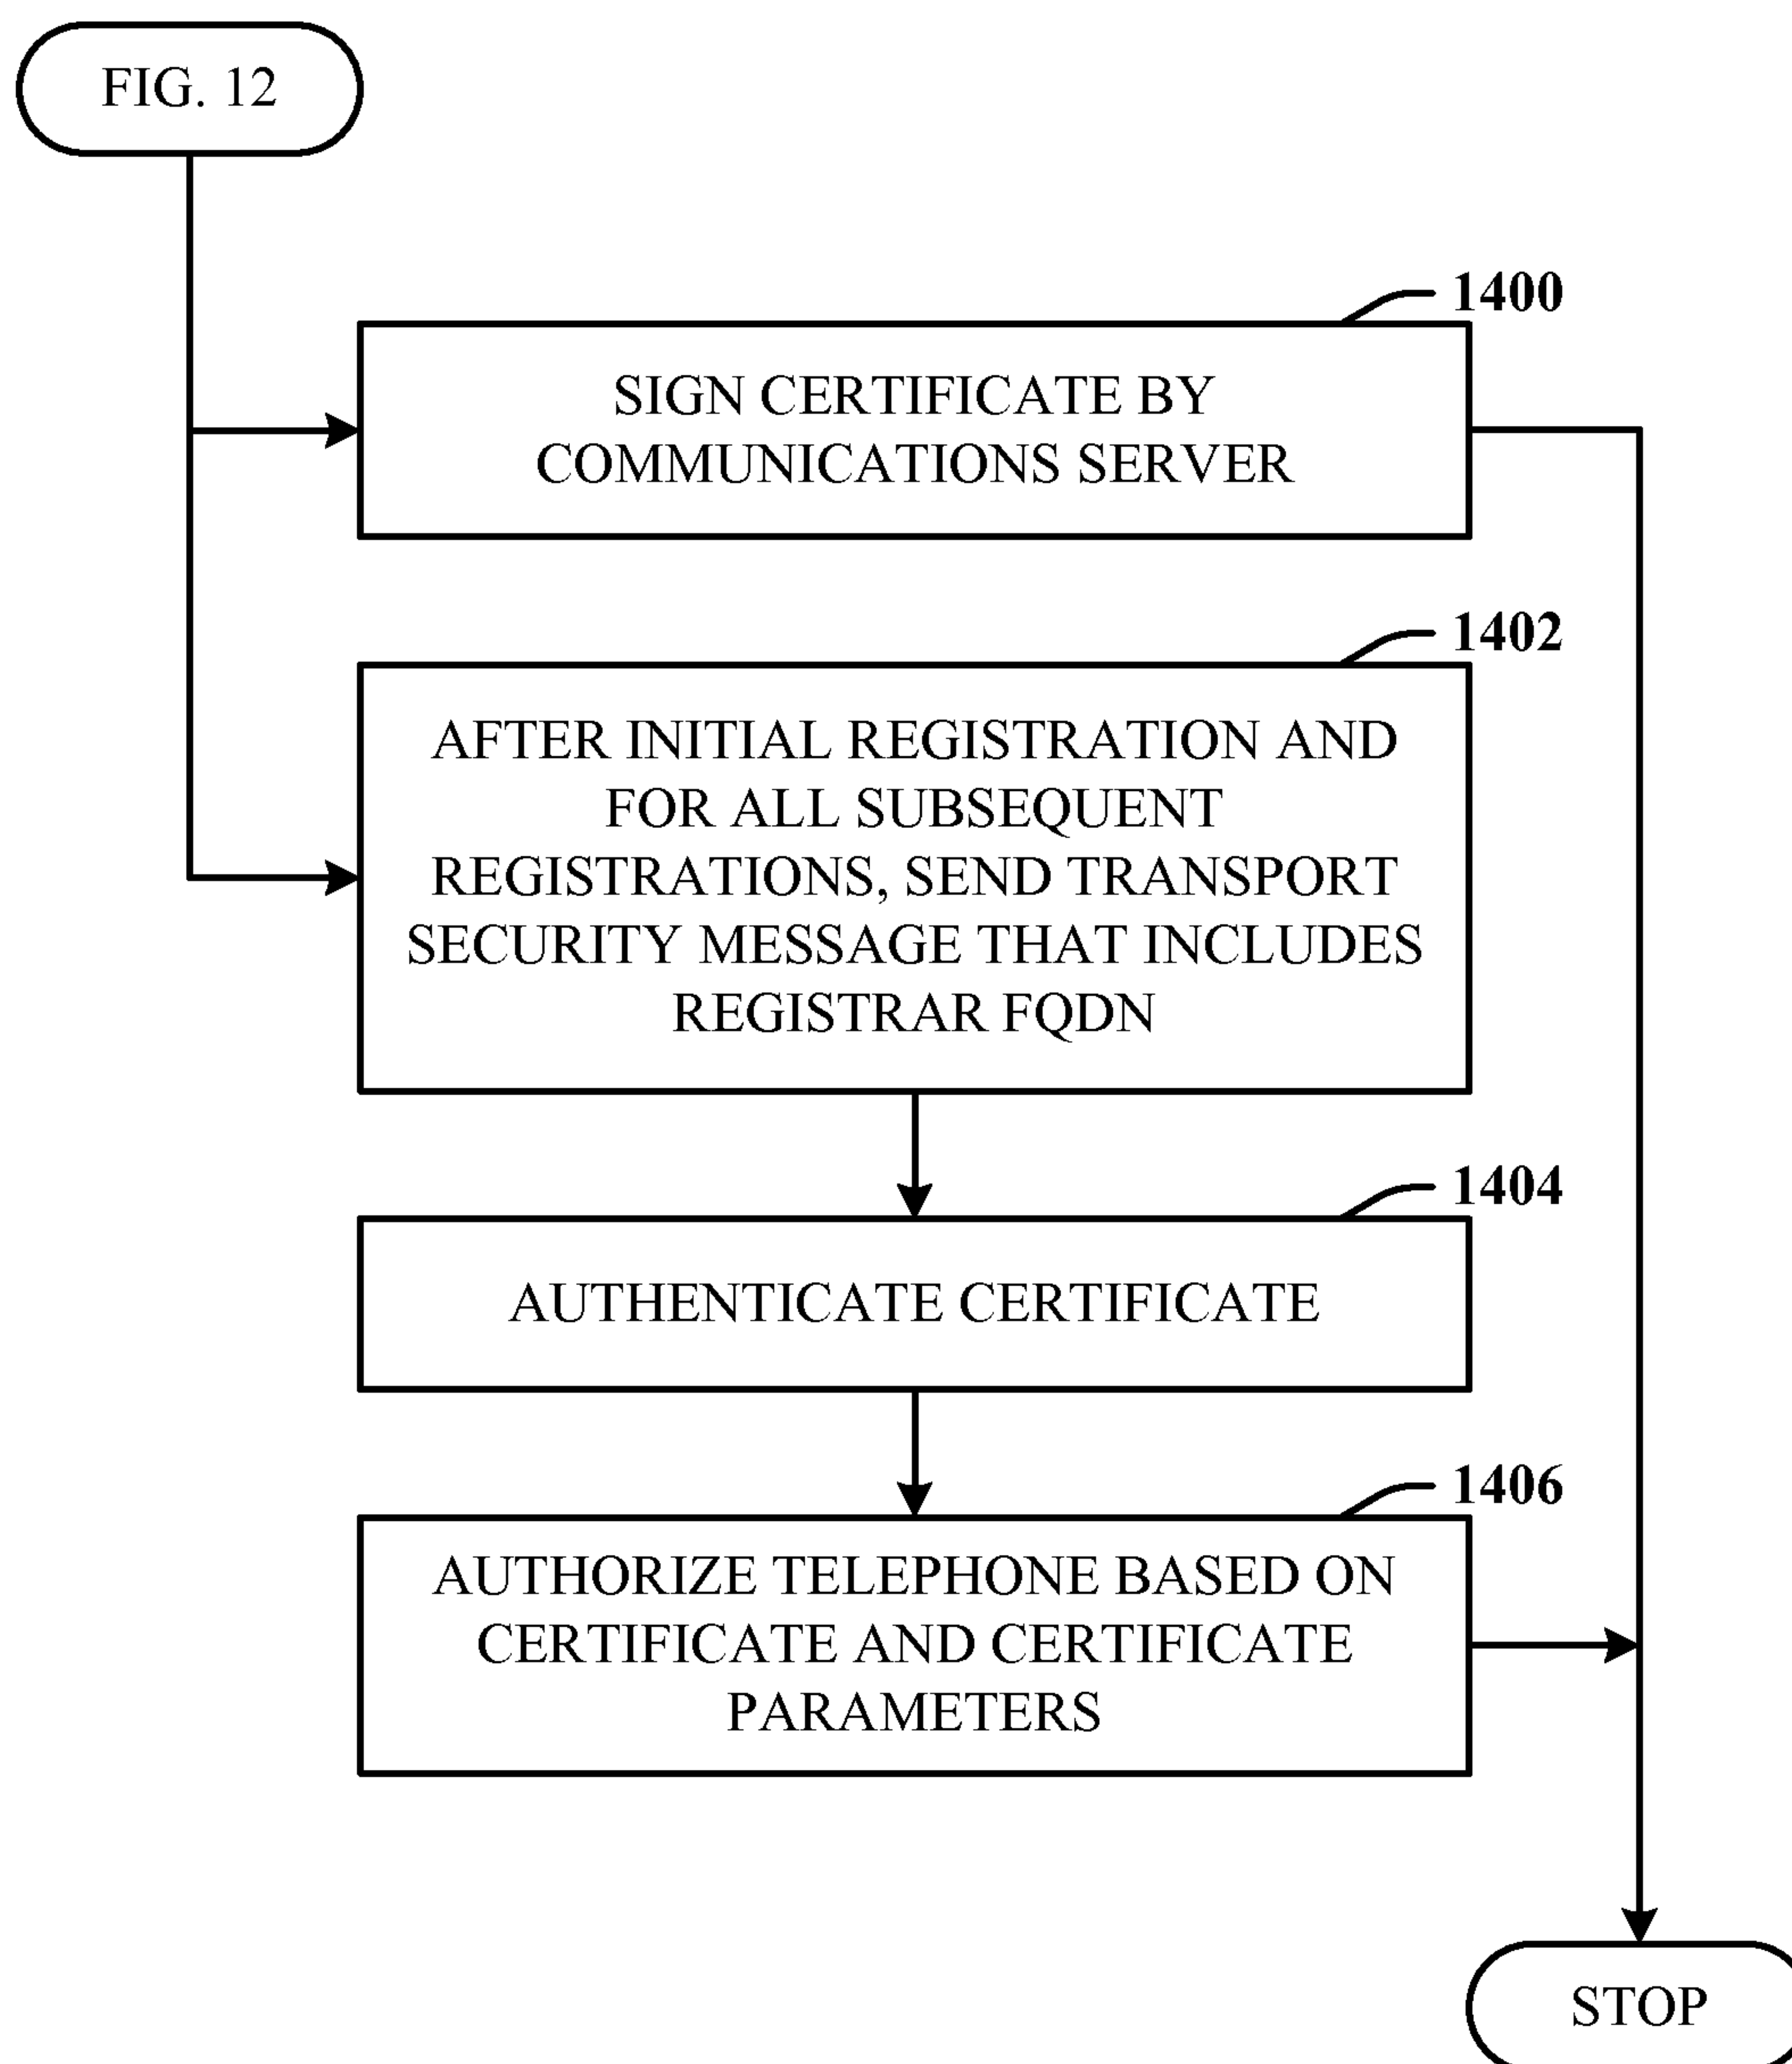 FIG. 12
1400
SIGN CERTIFICATE BY
COMMUNICATIONS SERVER
1402
AFTER INITIAL REGISTRATION AND
FOR ALL SUBSEQUENT
REGISTRATIONS, SEND TRANSPORT
SECURITY MESSAGE THAT INCLUDES
REGISTRAR FQDN
1404
AUTHENTICATE CERTIFICATE
1406
AUTHORIZE TELEPHONE BASED ON
CERTIFICATE AND CERTIFICATE
PARAMETERS
STOP